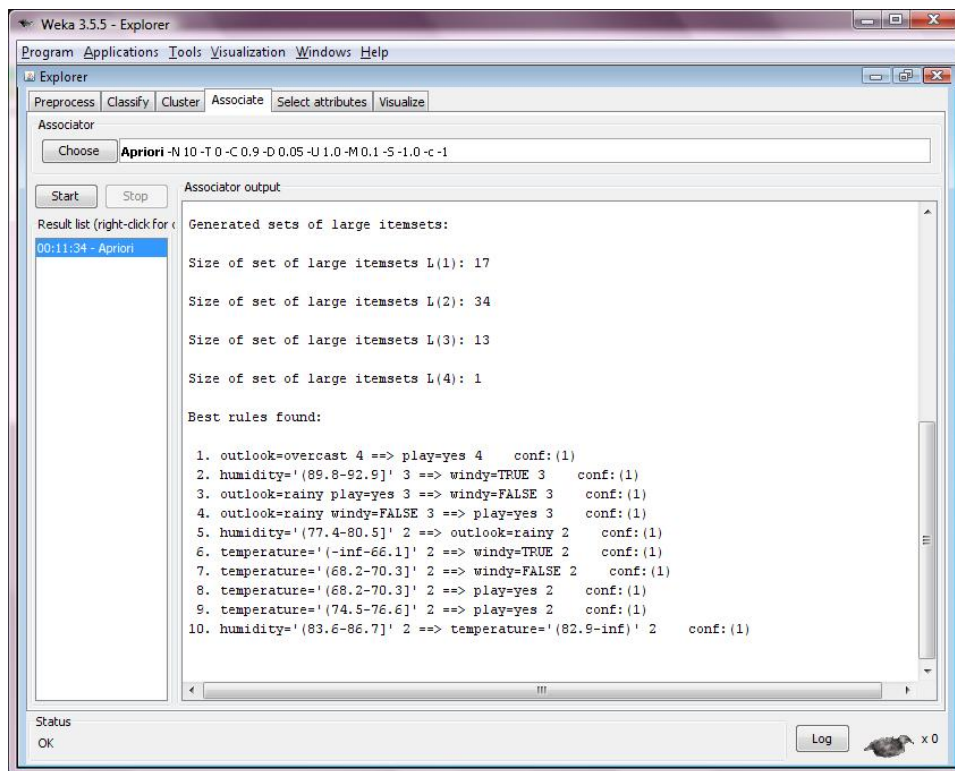 Weka 3.5.5 - Explorer
Program Applications Tools Visualization Windows Help
Explorer
Preprocess Classify Cluster Associate Select attributes Visualize
Associator
Choose Apriori -N 10 -T 0 -C 0.9 -D 0.05 -U 1.0 -M 0.1 -S -1.0 -c -1
Start Stop
Result list (right-click for
00:11:34 - Apriori
Associator output
Generated sets of large itemsets:
Size of set of large itemsets L(1): 17
Size of set of large itemsets L(2): 34
Size of set of large itemsets L(3): 13
Size of set of large itemsets L(4): 1
Best rules found:
1. outlook=overcast 4 ==> play=yes 4 conf:(1)
2. humidity='(89.8-92.9]' 3 ==> windy=TRUE 3 conf:(1)
3. outlook=rainy play=yes 3 ==> windy=FALSE 3 conf:(1)
4. outlook=rainy windy=FALSE 3 ==> play=yes 3 conf:(1)
5. humidity='(77.4-80.5]' 2 ==> outlook=rainy 2 conf:(1)
6. temperature='(-inf-66.1]' 2 ==> windy=TRUE 2 conf:(1)
7. temperature='(68.2-70.3]' 2 ==> windy=FALSE 2 conf:(1)
8. temperature='(68.2-70.3]' 2 ==> play=yes 2 conf:(1)
9. temperature='(74.5-76.6]' 2 ==> play=yes 2 conf:(1)
10. humidity='(83.6-86.7]' 2 ==> temperature='(82.9-inf)' 2 conf:(1)
Status
OK
Log
x 0